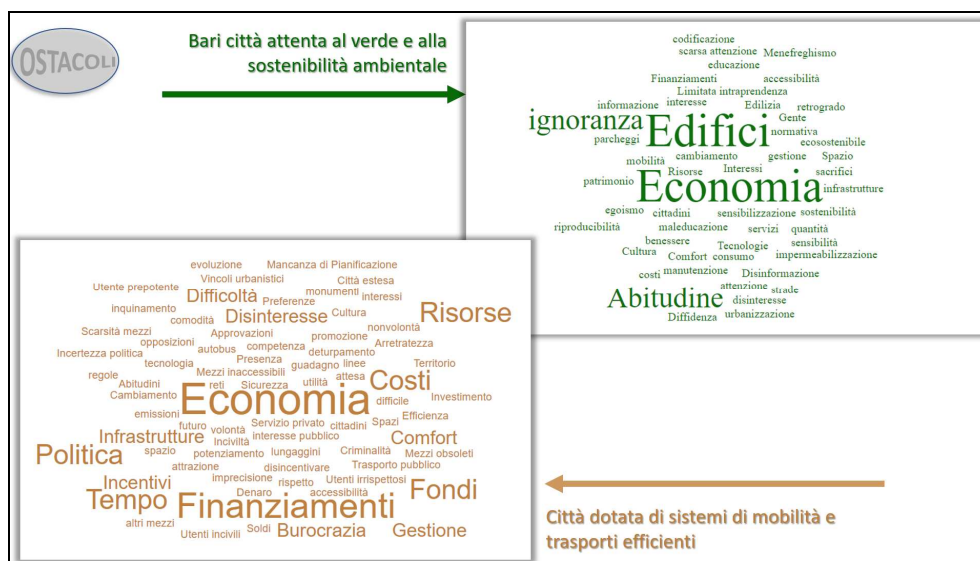 OSTACOLI
Bari città attenta al verde e alla
sostenibilità ambientale
codificazione
scarsa attenzione Menefreghismo
educazione
Finanziamenti accessibilità
Limitata intraprendenza
informazione interesse Edilizia retrogrado
ignoranza Edifici Gente
parcheggi normativa
ecosostenibile
mobilità cambiamento gestione Spazio
Risorse Interessi sacrifici
patrimonio Economia infrastrutture
egoismo cittadini sensibilizzazione sostenibilità
riproducibilità maleducazione servizi quantità
benessere Tecnologie sensibilità
Cultura Comfort consumo impermeabilizzazione
costi manutenzione Disinformazione
attenzione strade
Abitudine disinteresse
Diffidenza urbanizzazione
evoluzione Mancanza di Pianificazione
Vincoli urbanistici Città estesa
Utente prepotente Difficoltà Preferenze monumenti interessi
inquinamento comodità Disinteresse Cultura Risorse
Scarsità mezzi Approvazioni promozione nonvolontà
opposizioni autobus competenza deturpamento Arretratezza
Incertezza politica Presenza
tecnologia guadagno linee Territorio
regole Mezzi inaccessibili attesa
Abitudini reti Sicurezza utilità Costi
Cambiamento Economia difficile Investimento
emissioni Efficienza
futuro volontà Servizio privato cittadini Spazi
Infrastrutture Inciviltà interesse pubblico Comfort
Politica spazio potenziamento lungaggini Criminalità Mezzi obsoleti
attrazione disincentivare Trasporto pubblico
Incentivi imprecisione rispetto Utenti irrispettosi Fondi
Tempo Denaro accessibilità
Finanziamenti
altri mezzi Utenti incivili Soldi Burocrazia Gestione
Città dotata di sistemi di mobilità e
trasporti efficienti